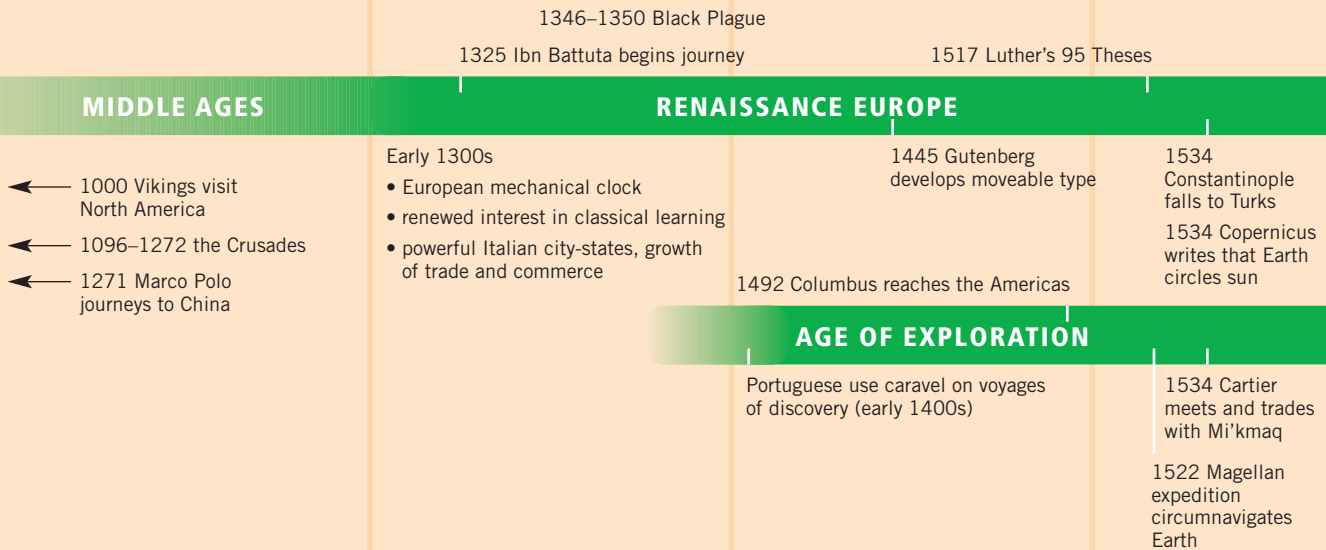 1346–1350 Black Plague
1325 Ibn Battuta begins journey
1517 Luther's 95 Theses
MIDDLE AGES
RENAISSANCE EUROPE
1000 Vikings visit
North America
1096–1272 the Crusades
1271 Marco Polo
journeys to China
Early 1300s
• European mechanical clock
• renewed interest in classical learning
• powerful Italian city-states, growth
of trade and commerce
1445 Gutenberg
develops moveable type
1534
Constantinople
falls to Turks
1534 Copernicus
writes that Earth
circles sun
1492 Columbus reaches the Americas
AGE OF EXPLORATION
Portuguese use caravel on voyages
of discovery (early 1400s)
1534 Cartier
meets and trades
with Mi'kmaq
1522 Magellan
expedition
circumnavigates
Earth